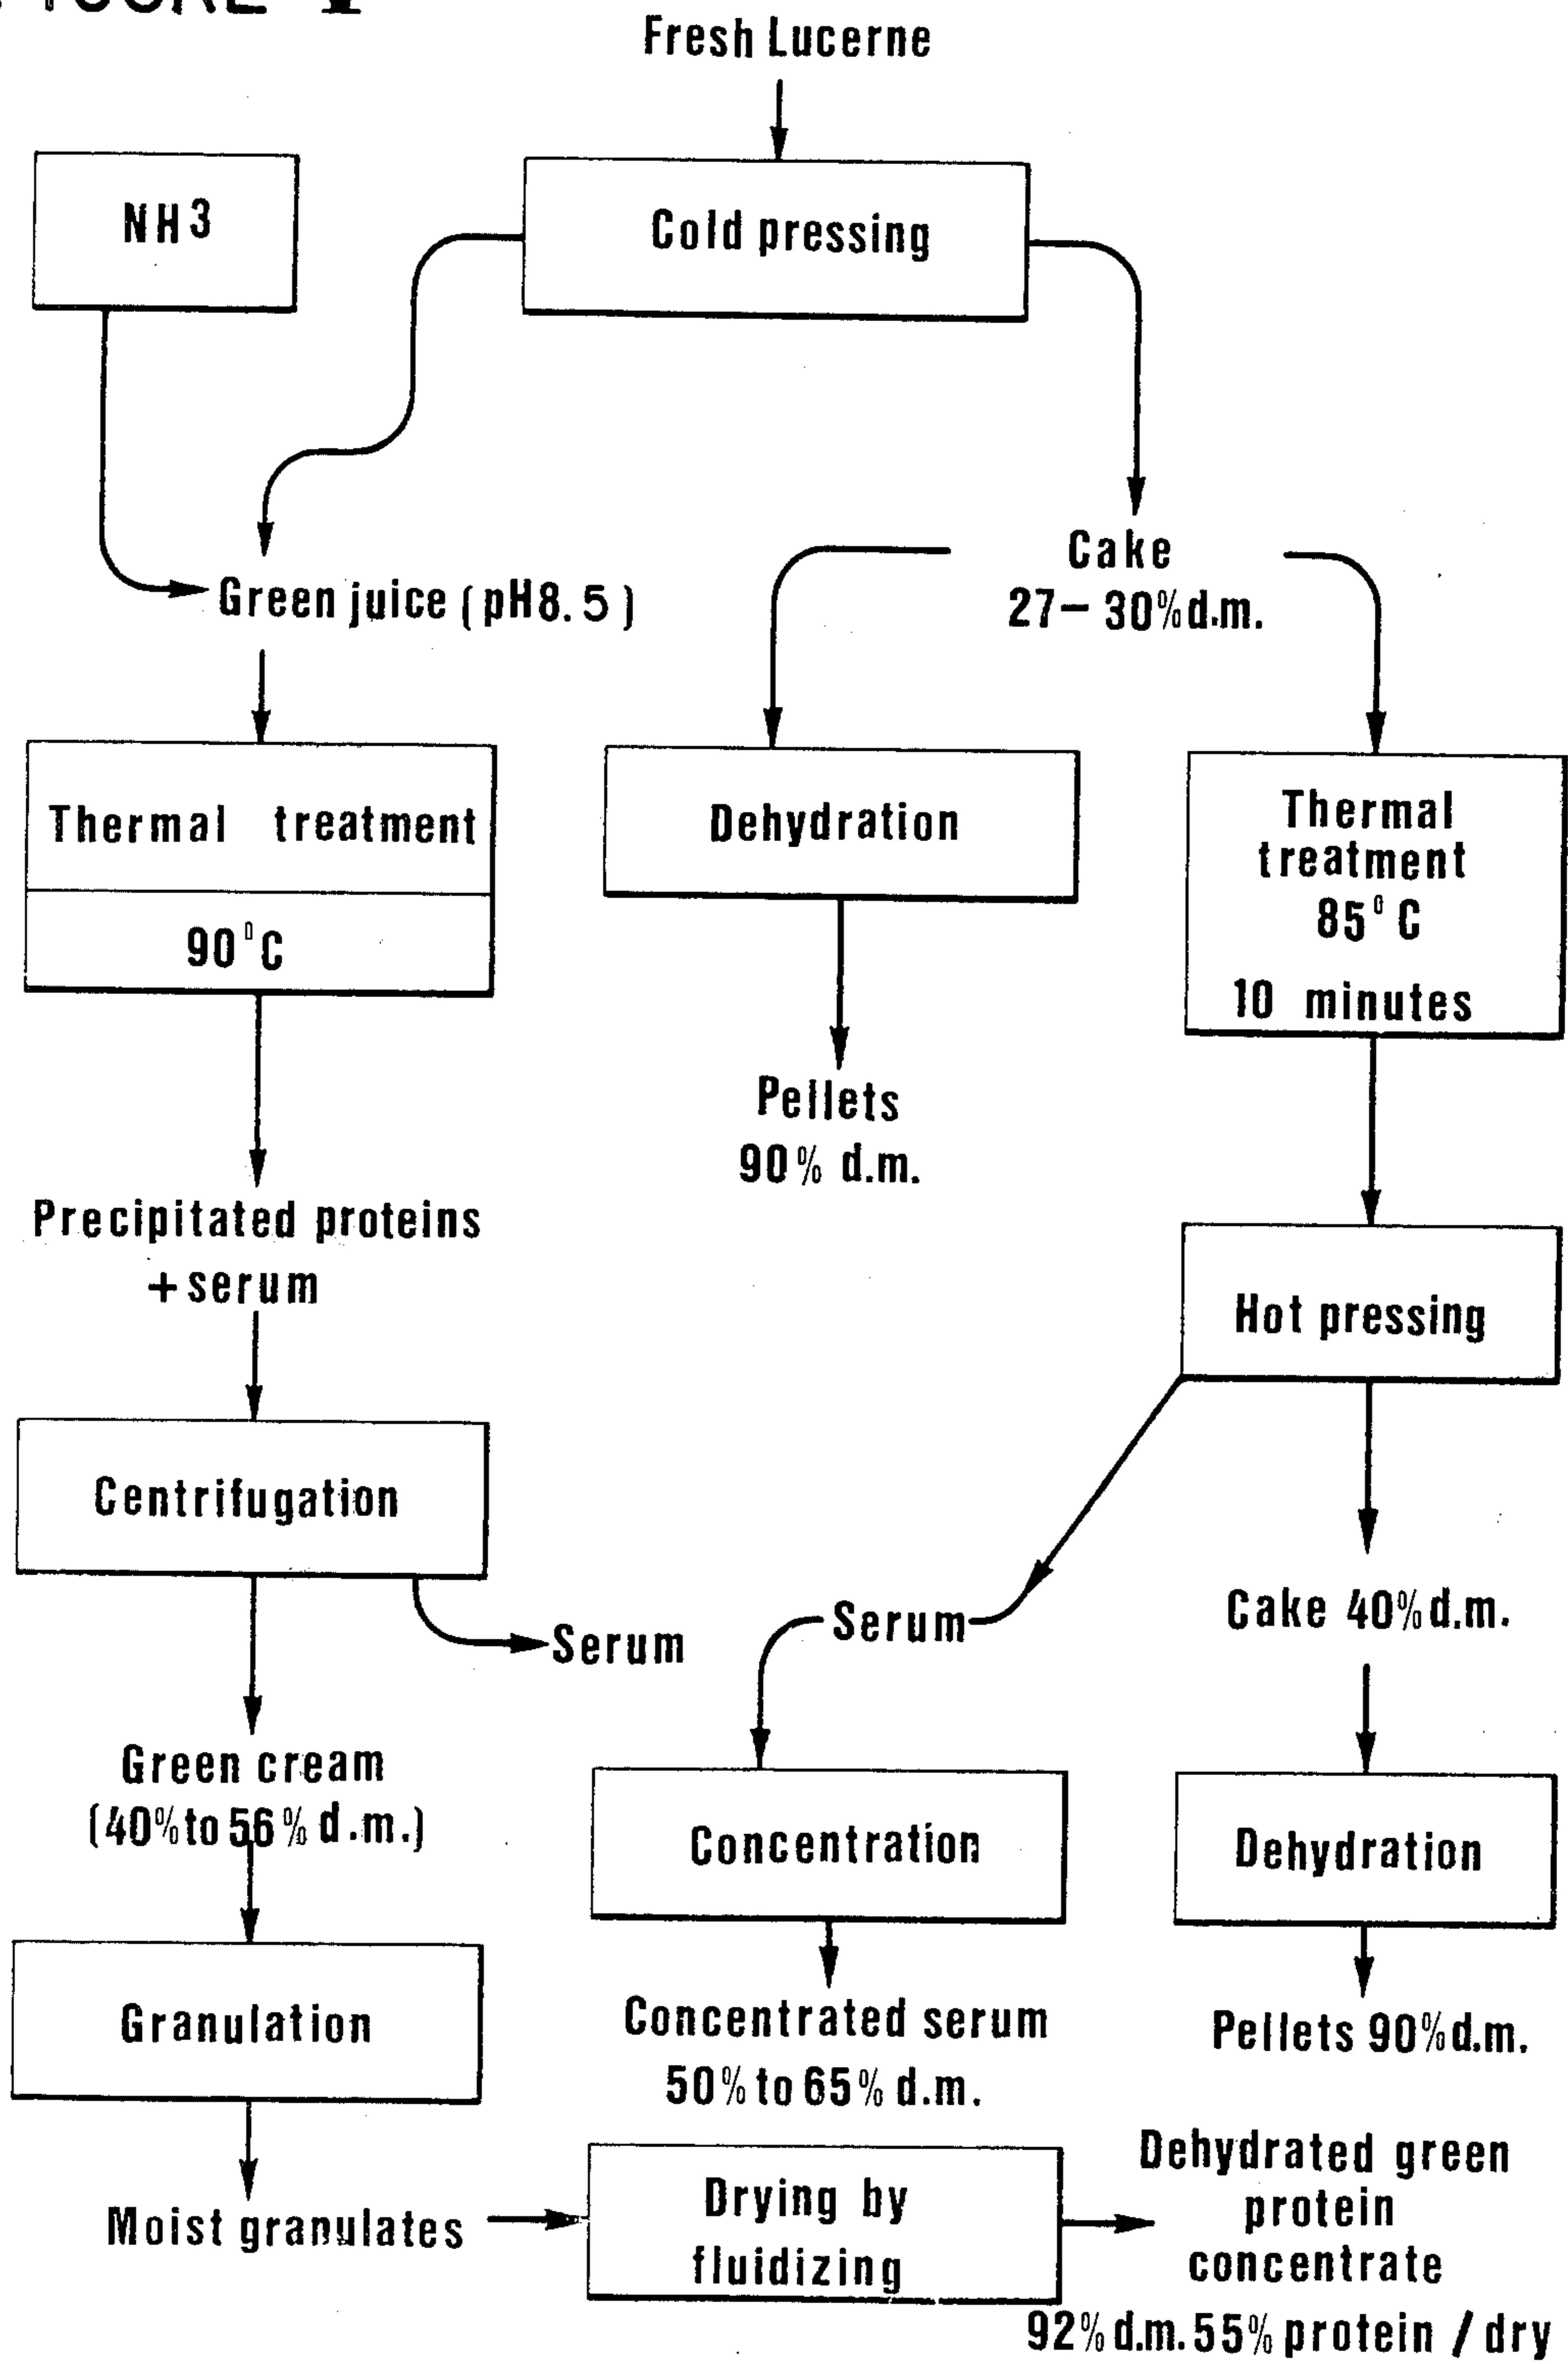 Fresh Lucerne
NH3
Cold pressing
Green juice (pH8.5)
Cake
27-30% d.m.
Thermal treatment
90°C
Dehydration
Thermal
treatment
85°C
10 minutes
Pellets
90% d.m.
Precipitated proteins
+ serum
Hot pressing
Centrifugation
Serum
Serum
Cake 40% d.m.
Green cream
(40% to 56% d.m.)
Concentration
Dehydration
Granulation
Concentrated serum
50% to 65% d.m.
Pellets 90% d.m.
Moist granulates
Drying by
fluidizing
Dehydrated green
protein
concentrate
92% d.m. 55% protein / dry